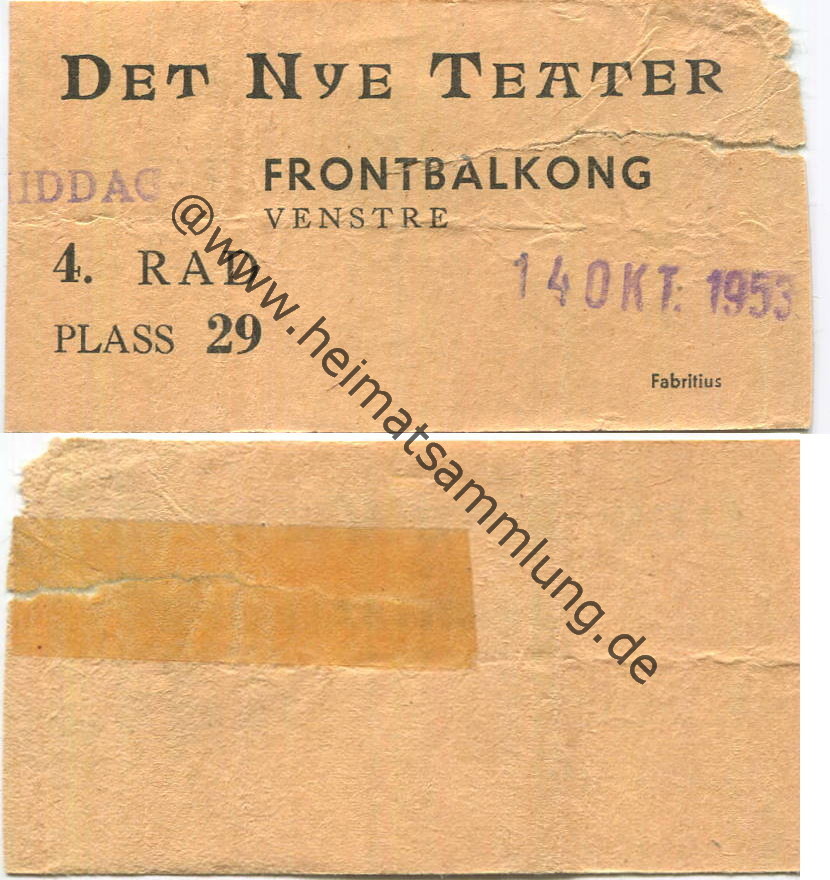 DET NYE TEATER
FRONTBALKONG
IDDAG
VENSTRE
4. RAD
14 OKT. 1953
PLASS 29
Fabritius
@www.heimatsammlung.de